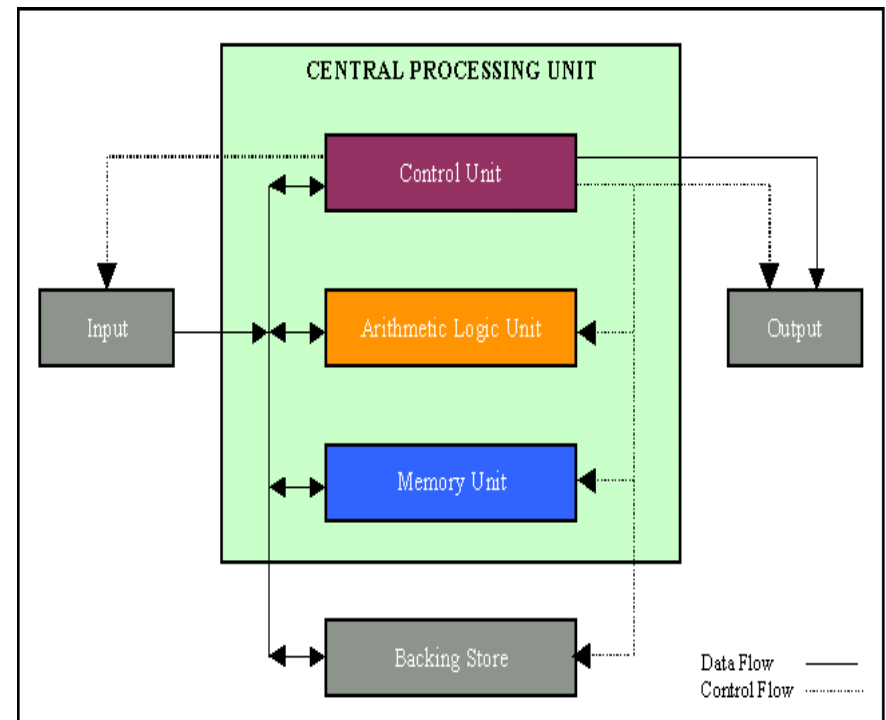 CENTRAL PROCESSING UNIT
Control Unit
Input
Arithmetic Logic Unit
Output
Memory Unit
Backing Store
Data Flow
Control Flow